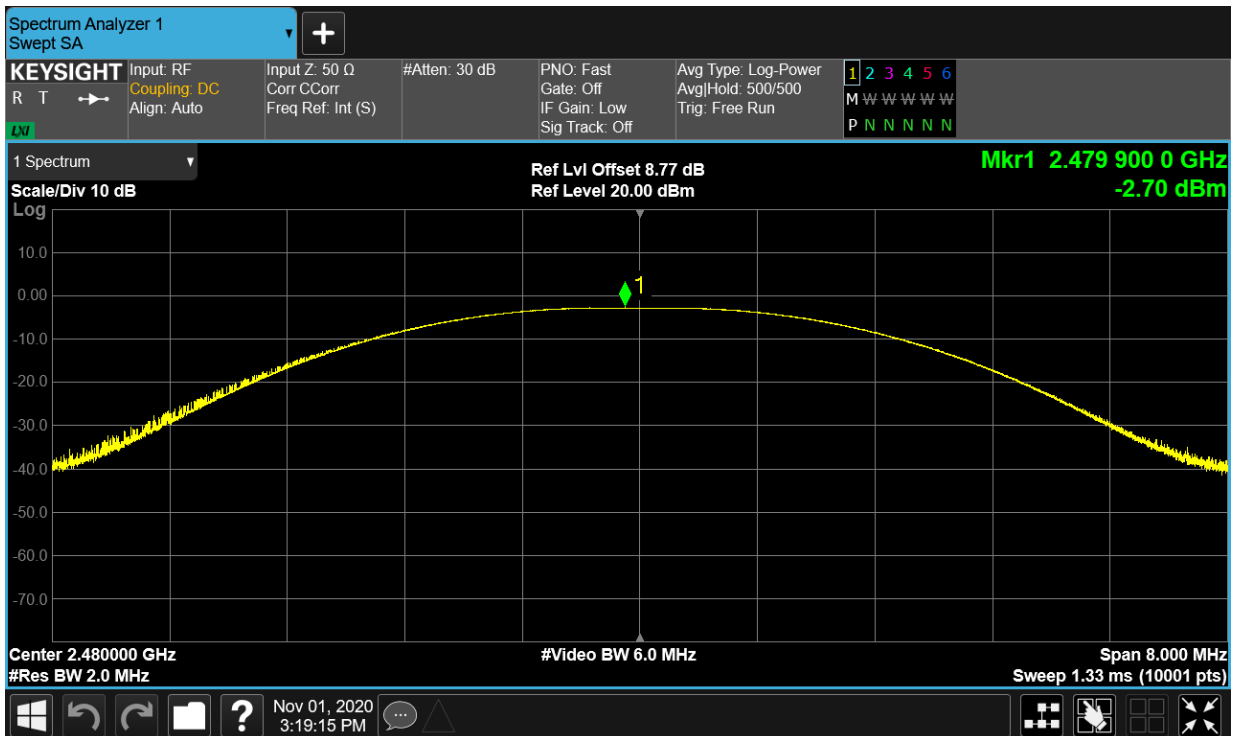 Spectrum Analyzer 1
Swept SA
KEYSIGHT
R T
LXI
Input: RF
Coupling: DC
Align: Auto
Input Z: 50 Ω
Corr CCorr
Freq Ref: Int (S)
#Atten: 30 dB
PNO: Fast
Gate: Off
IF Gain: Low
Sig Track: Off
Avg Type: Log-Power
Avg|Hold: 500/500
Trig: Free Run
1 2 3 4 5 6
M W W W W W
P N N N N N
1 Spectrum
Scale/Div 10 dB
Log
Ref Lvl Offset 8.77 dB
Ref Level 20.00 dBm
Mkr1 2.479 900 0 GHz
-2.70 dBm
10.0
0.00
-10.0
-20.0
-30.0
-40.0
-50.0
-60.0
-70.0
1
Center 2.480000 GHz
#Res BW 2.0 MHz
#Video BW 6.0 MHz
Span 8.000 MHz
Sweep 1.33 ms (10001 pts)
?
Nov 01, 2020
3:19:15 PM